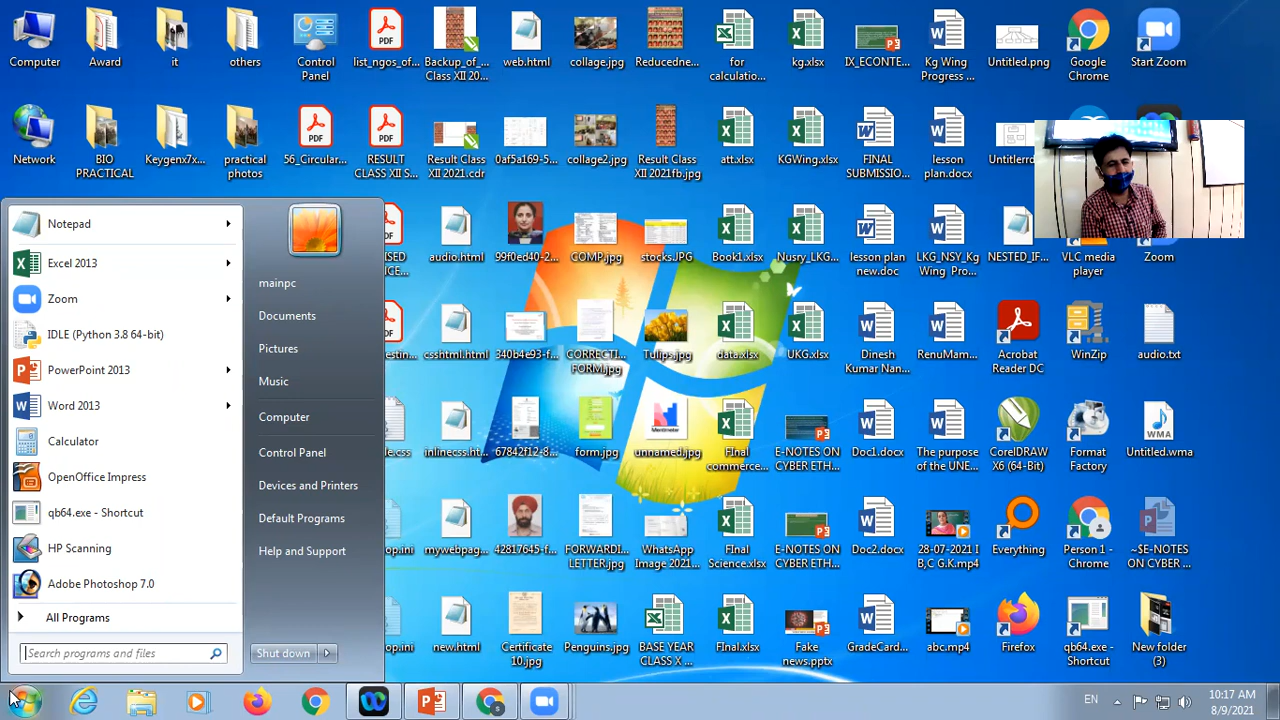 Computer
Award
it
others
Control
Panel
list_ngos_of...
Backup_of_...
Class XII 20...
web.html
collage.jpg
Reducedne...
for
calculatio...
kg.xlsx
IX_ECONTE...
Kg Wing
Progress ...
Untitled.png
Google
Chrome
Start Zoom
Network
BIO
PRACTICAL
Keygenx7x...
practical
photos
56_Circular...
RESULT
CLASS XII S...
Result Class
XII 2021.cdr
0af5a169-5...
collage2.jpg
Result Class
XII 2021fb.jpg
att.xlsx
KGWing.xlsx
FINAL
SUBMISSIO...
lesson
plan.docx
Notepad
Excel 2013
Zoom
IDLE (Python 3.8 64-bit)
PowerPoint 2013
Word 2013
Calculator
OpenOffice Impress
qb64.exe - Shortcut
HP Scanning
Adobe Photoshop 7.0
All Programs
Search programs and files
mainpc
Documents
Pictures
Music
Computer
Control Panel
Devices and Printers
Default Programs
Help and Support
Shut down
audio.html
99f0ed40-2...
COMP.jpg
stocks.JPG
Book1.xlsx
Nusry_LKG...
lesson plan
new.doc
LKG_NSY_Kg
Wing_Pro...
NESTED_IF...
VLC media
player
Zoom
csshtml.html
340b4e93-f...
CORRECTI...
FORM.jpg
Tulips.jpg
data.xlsx
UKG.xlsx
Dinesh
Kumar Nan...
RenuMam...
Acrobat
Reader DC
WinZip
audio.txt
inlinecss.ht...
67842f12-8...
form.jpg
unnamed.jpg
FInal
commerce...
E-NOTES ON
CYBER ETH...
Doc1.docx
The purpose
of the UNE...
CorelDRAW
X6 (64-Bit)
Format
Factory
Untitled.wma
mywebpag...
42817645-f...
FORWARDI...
LETTER.jpg
WhatsApp
Image 2021...
FInal
Science.xlsx
E-NOTES ON
CYBER ETH...
Doc2.docx
28-07-2021 I
B,C G.K.mp4
Everything
Person 1 -
Chrome
~$E-NOTES
ON CYBER ...
new.html
Certificate
10.jpg
Penguins.jpg
BASE YEAR
CLASS X ...
FInal.xlsx
Fake
news.pptx
GradeCard...
abc.mp4
Firefox
qb64.exe -
Shortcut
New folder
(3)
EN
10:17 AM
8/9/2021